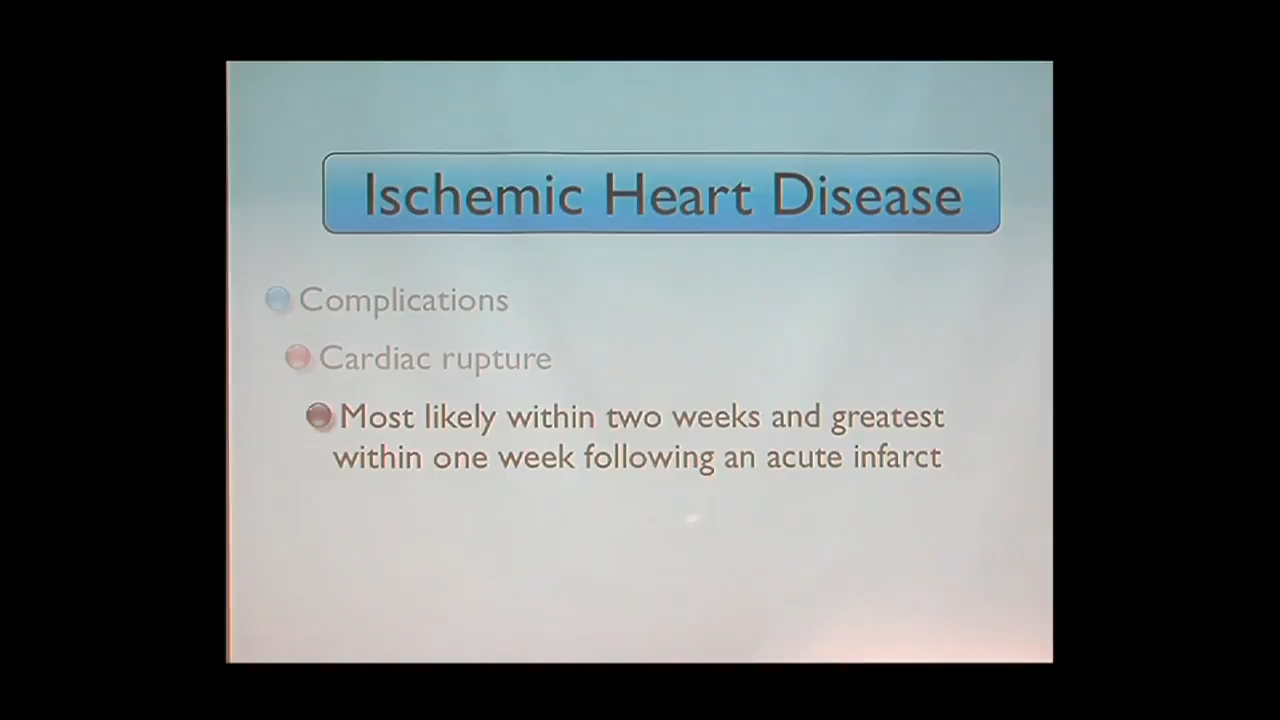 Ischemic Heart Disease
Complications
Cardiac rupture
Most likely within two weeks and greatest
within one week following an acute infarct